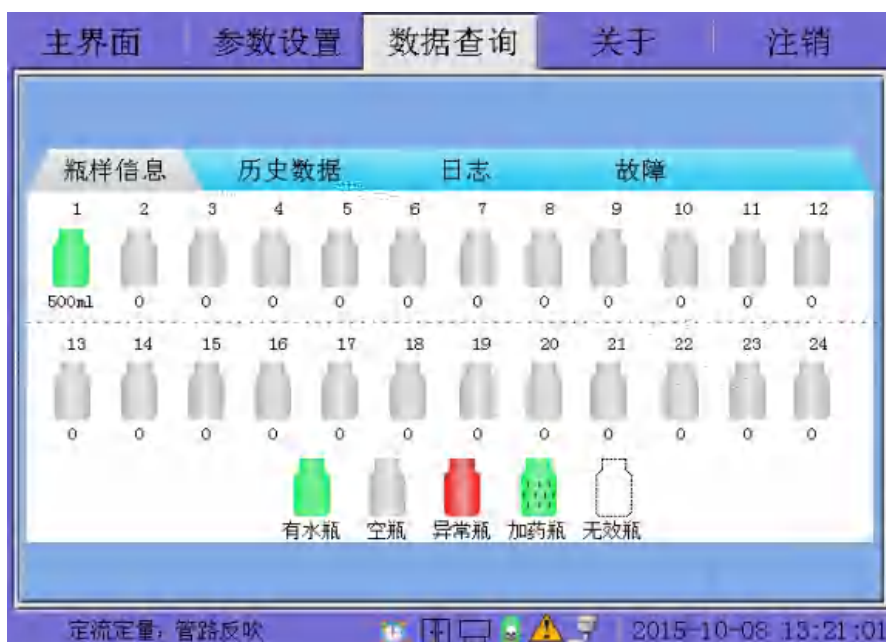 主界面 参数设置 数据查询 关于 注销
瓶样信息 历史数据 日志 故障
1 2 3 4 5 6 7 8 9 10 11 12
500ml 0 0 0 0 0 0 0 0 0 0 0
13 14 15 16 17 18 19 20 21 22 23 24
0 0 0 0 0 0 0 0 0 0 0 0
有水瓶 空瓶 异常瓶 加药瓶 无效瓶
定流定量; 管路反吹 2015-10-09 13:21:01